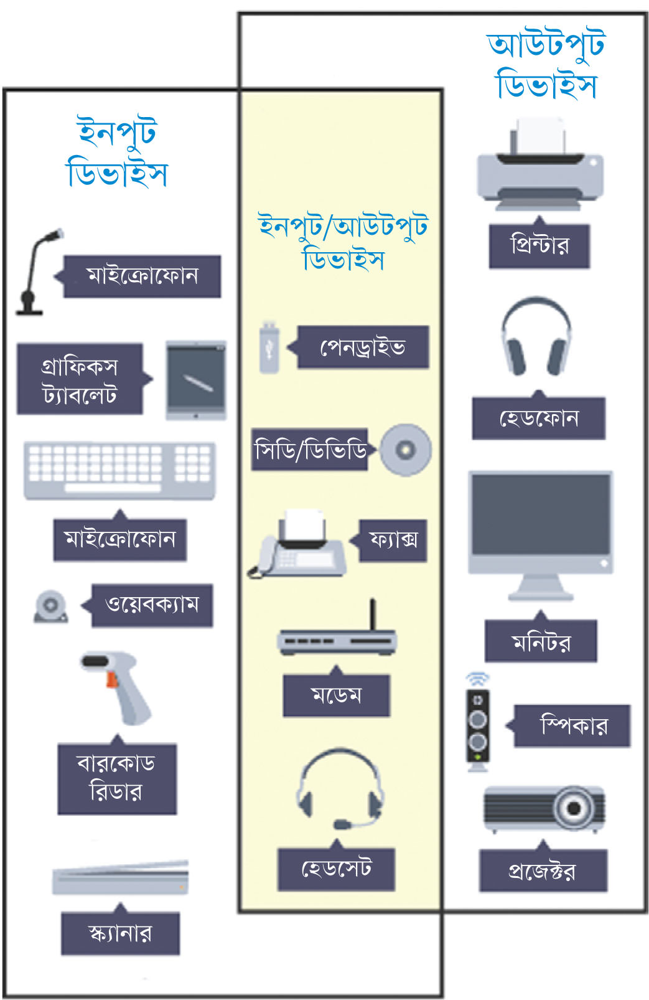 ইনপুট
ডিভাইস
মাইক্রোফোন
গ্রাফিকস
ট্যাবলেট
মাইক্রোফোন
ওয়েবক্যাম
বারকোড
রিডার
স্ক্যানার
ইনপুট/আউটপুট
ডিভাইস
পেনড্রাইভ
সিডি/ডিভিডি
ফ্যাক্স
মডেম
হেডসেট
আউটপুট
ডিভাইস
প্রিন্টার
হেডফোন
মনিটর
স্পিকার
প্রজেক্টর